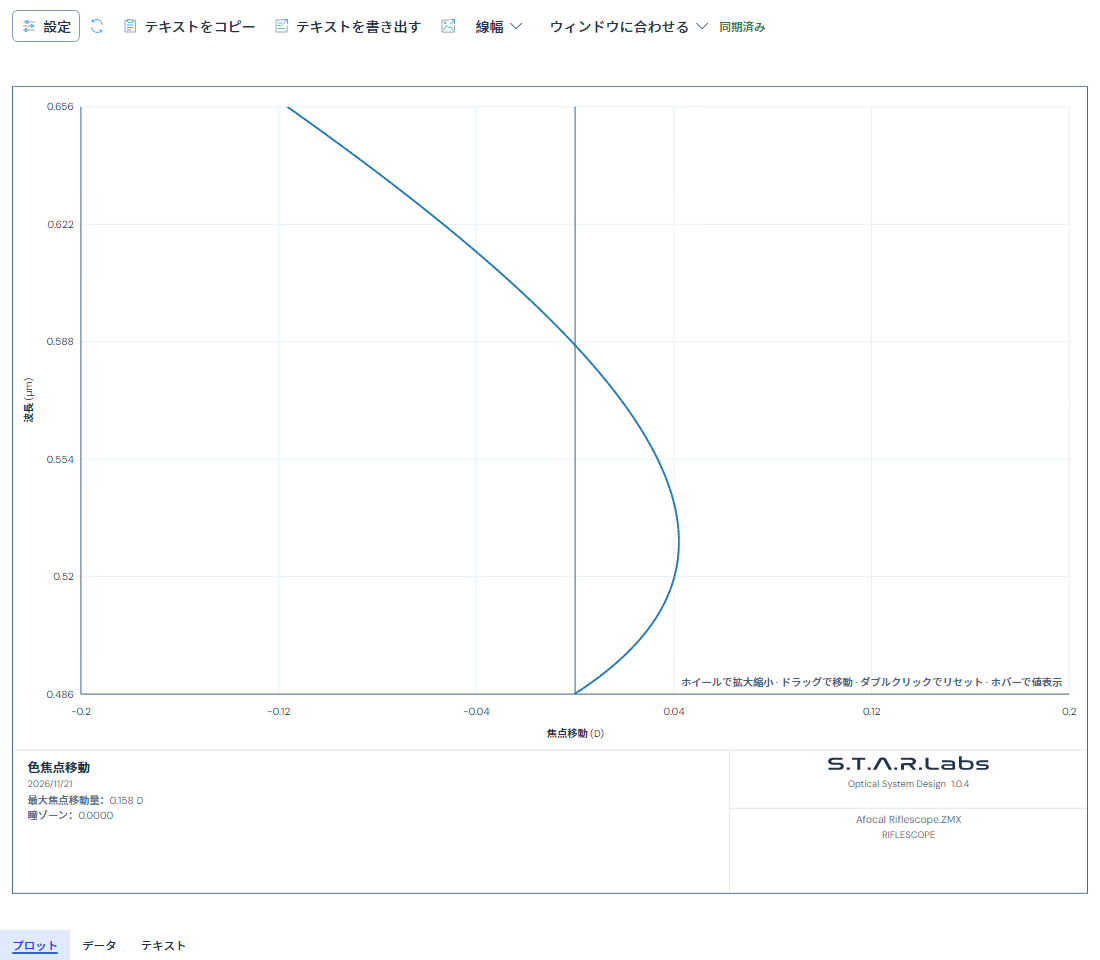 設定 テキストをコピー テキストを書き出す 線幅 ウィンドウに合わせる 同期済み
0.656
0.622
0.588
0.554
0.52
0.486
波長 (μm)
ホイールで拡大縮小 · ドラッグで移動 · ダブルクリックでリセット · ホバーで値表示
−0.2 −0.12 −0.04 0.04 0.12 0.2
焦点移動 (D)
色焦点移動
2026/11/21
最大焦点移動量: 0.158 D
瞳ゾーン: 0.0000
S.T.A.R.Labs
Optical System Design 1.0.4
Afocal Riflescope.ZMX
RIFLESCOPE
プロット データ テキスト